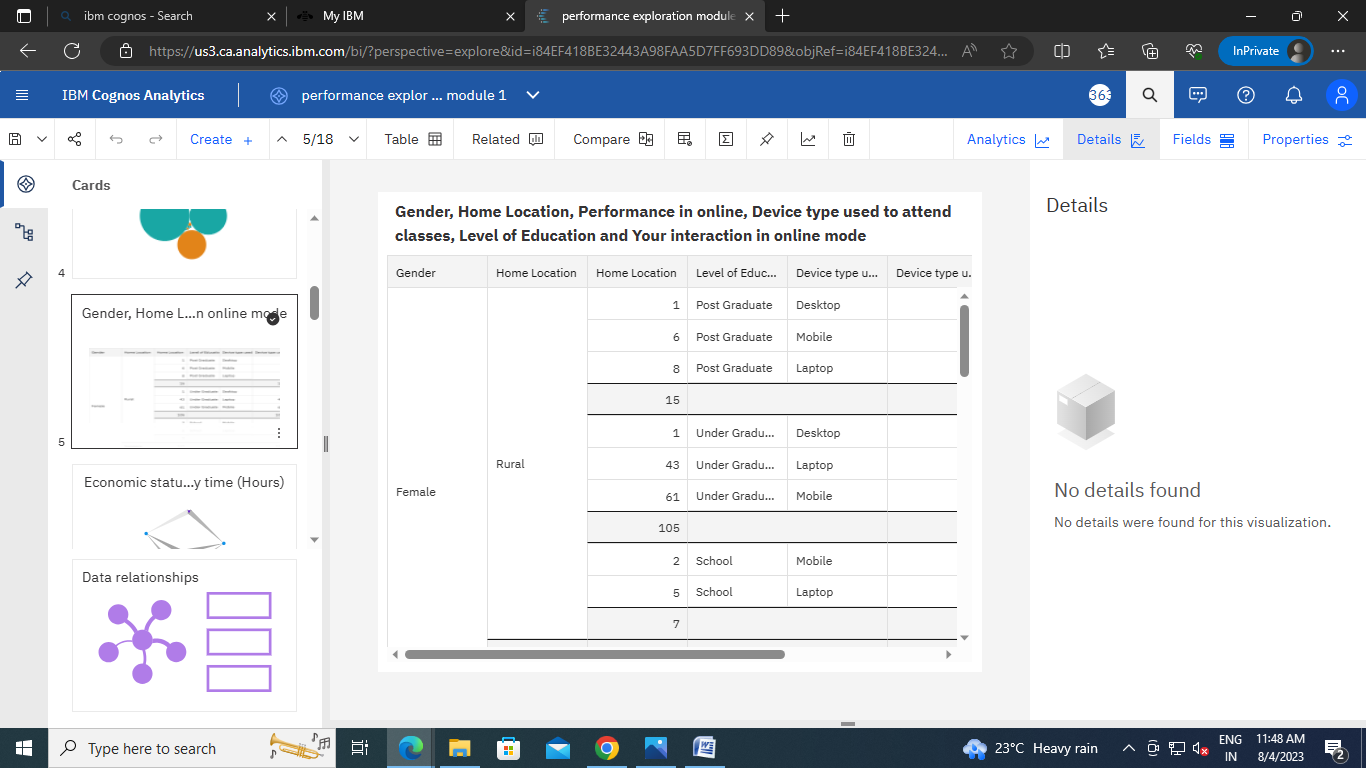 ibm cognos - Search
My IBM
performance exploration module
https://us3.ca.analytics.ibm.com/bi/?perspective=explore&id=i84EF418BE32443A98FAA5D7FF693DD89&objRef=i84EF418BE324...
InPrivate
IBM Cognos Analytics
performance explor ... module 1
363
Create
5/18
Table
Related
Compare
Analytics
Details
Fields
Properties
Cards
4
Gender, Home L...n online mode
5
Economic statu...y time (Hours)
Data relationships
Gender, Home Location, Performance in online, Device type used to attend
classes, Level of Education and Your interaction in online mode
Gender Home Location Home Location Level of Educ... Device type u... Device type u.
1 Post Graduate Desktop
6 Post Graduate Mobile
8 Post Graduate Laptop
15
1 Under Gradu... Desktop
Rural
43 Under Gradu... Laptop
Female
61 Under Gradu... Mobile
105
2 School Mobile
5 School Laptop
7
Details
No details found
No details were found for this visualization.
Type here to search
23°C Heavy rain
ENG
IN
11:48 AM
8/4/2023
2